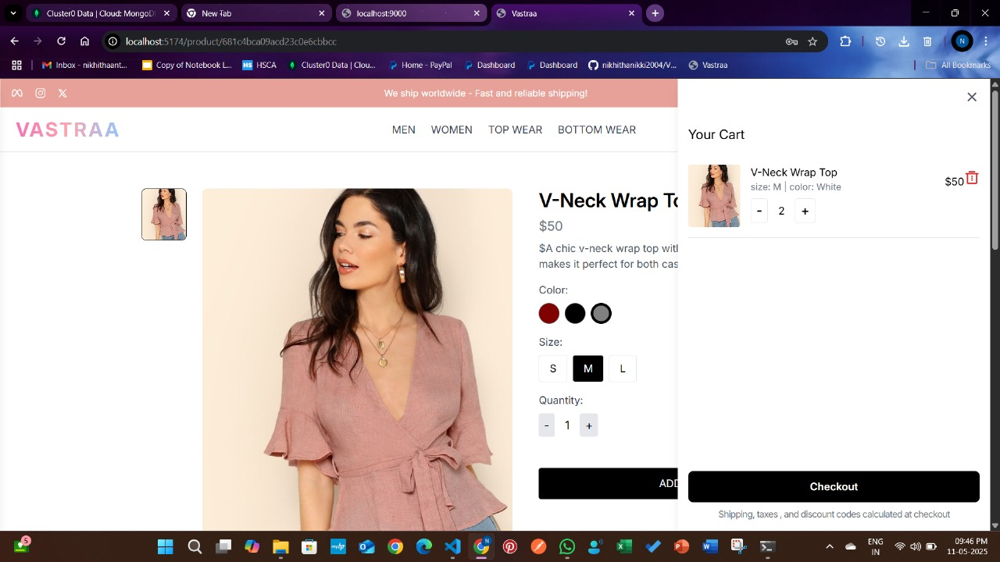 Cluster0 Data | Cloud: MongoDB
New Tab
localhost:9000
Vastraa
localhost:5174/product/681c4bca09acd23c0e6cbbcc
N
Inbox - nikhithaant...
Copy of Notebook L...
HS HSCA
Cluster0 Data | Clou...
Home - PayPal
Dashboard
Dashboard
nikhithanikki2004/V...
Vastraa
All Bookmarks
We ship worldwide - Fast and reliable shipping!
VASTRAA
MEN WOMEN TOP WEAR BOTTOM WEAR
V-Neck Wrap To
$50
$A chic v-neck wrap top with
makes it perfect for both cas
Color:
Size:
S M L
Quantity:
- 1 +
ADD
Your Cart
V-Neck Wrap Top
size: M | color: White
$50
- 2 +
Checkout
Shipping, taxes , and discount codes calculated at checkout
5
ENG
IN
09:46 PM
11-05-2025